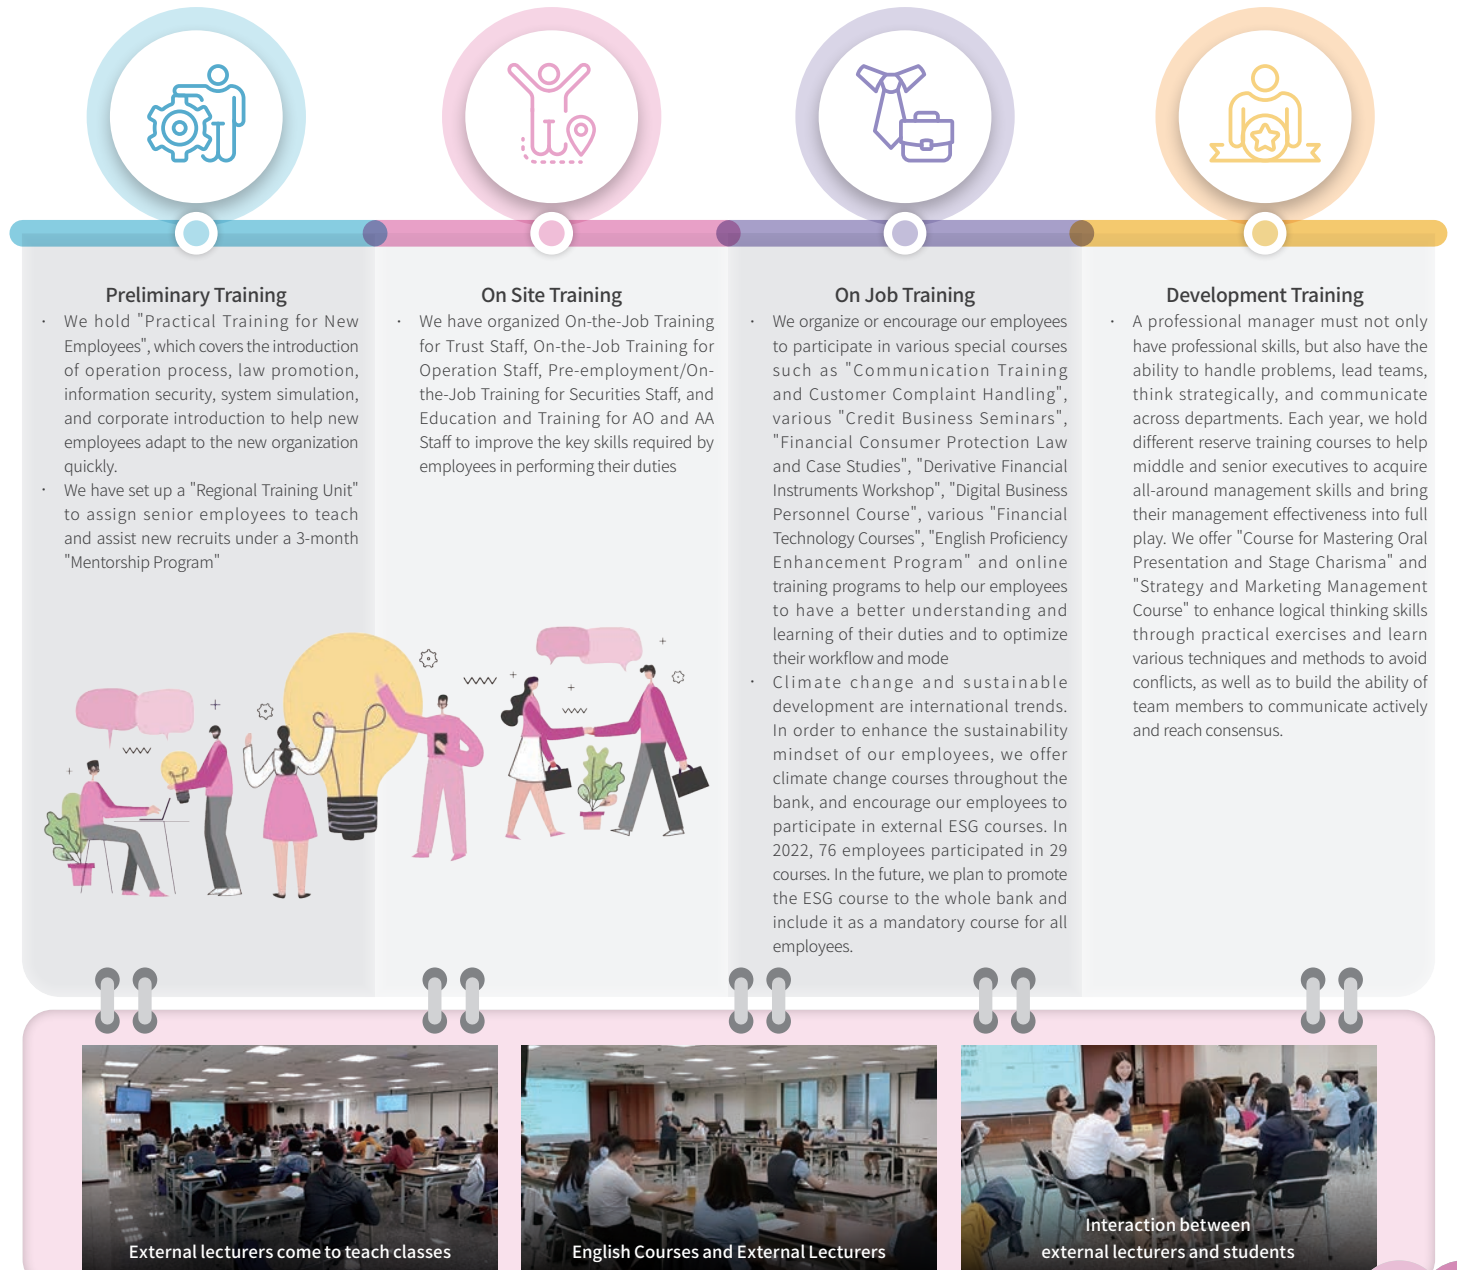 Preliminary Training
· We hold "Practical Training for New
Employees", which covers the introduction
of operation process, law promotion,
information security, system simulation,
and corporate introduction to help new
employees adapt to the new organization
quickly.
· We have set up a "Regional Training Unit"
to assign senior employees to teach
and assist new recruits under a 3-month
"Mentorship Program"
On Site Training
· We have organized On-the-Job Training
for Trust Staff, On-the-Job Training for
Operation Staff, Pre-employment/On-
the-Job Training for Securities Staff, and
Education and Training for AO and AA
Staff to improve the key skills required by
employees in performing their duties
On Job Training
· We organize or encourage our employees
to participate in various special courses
such as "Communication Training
and Customer Complaint Handling",
various "Credit Business Seminars",
"Financial Consumer Protection Law
and Case Studies", "Derivative Financial
Instruments Workshop", "Digital Business
Personnel Course", various "Financial
Technology Courses", "English Proficiency
Enhancement Program" and online
training programs to help our employees
to have a better understanding and
learning of their duties and to optimize
their workflow and mode
· Climate change and sustainable
development are international trends.
In order to enhance the sustainability
mindset of our employees, we offer
climate change courses throughout the
bank, and encourage our employees to
participate in external ESG courses. In
2022, 76 employees participated in 29
courses. In the future, we plan to promote
the ESG course to the whole bank and
include it as a mandatory course for all
employees.
Development Training
· A professional manager must not only
have professional skills, but also have the
ability to handle problems, lead teams,
think strategically, and communicate
across departments. Each year, we hold
different reserve training courses to help
middle and senior executives to acquire
all-around management skills and bring
their management effectiveness into full
play. We offer "Course for Mastering Oral
Presentation and Stage Charisma" and
"Strategy and Marketing Management
Course" to enhance logical thinking skills
through practical exercises and learn
various techniques and methods to avoid
conflicts, as well as to build the ability of
team members to communicate actively
and reach consensus.
External lecturers come to teach classes
English Courses and External Lecturers
Interaction between
external lecturers and students